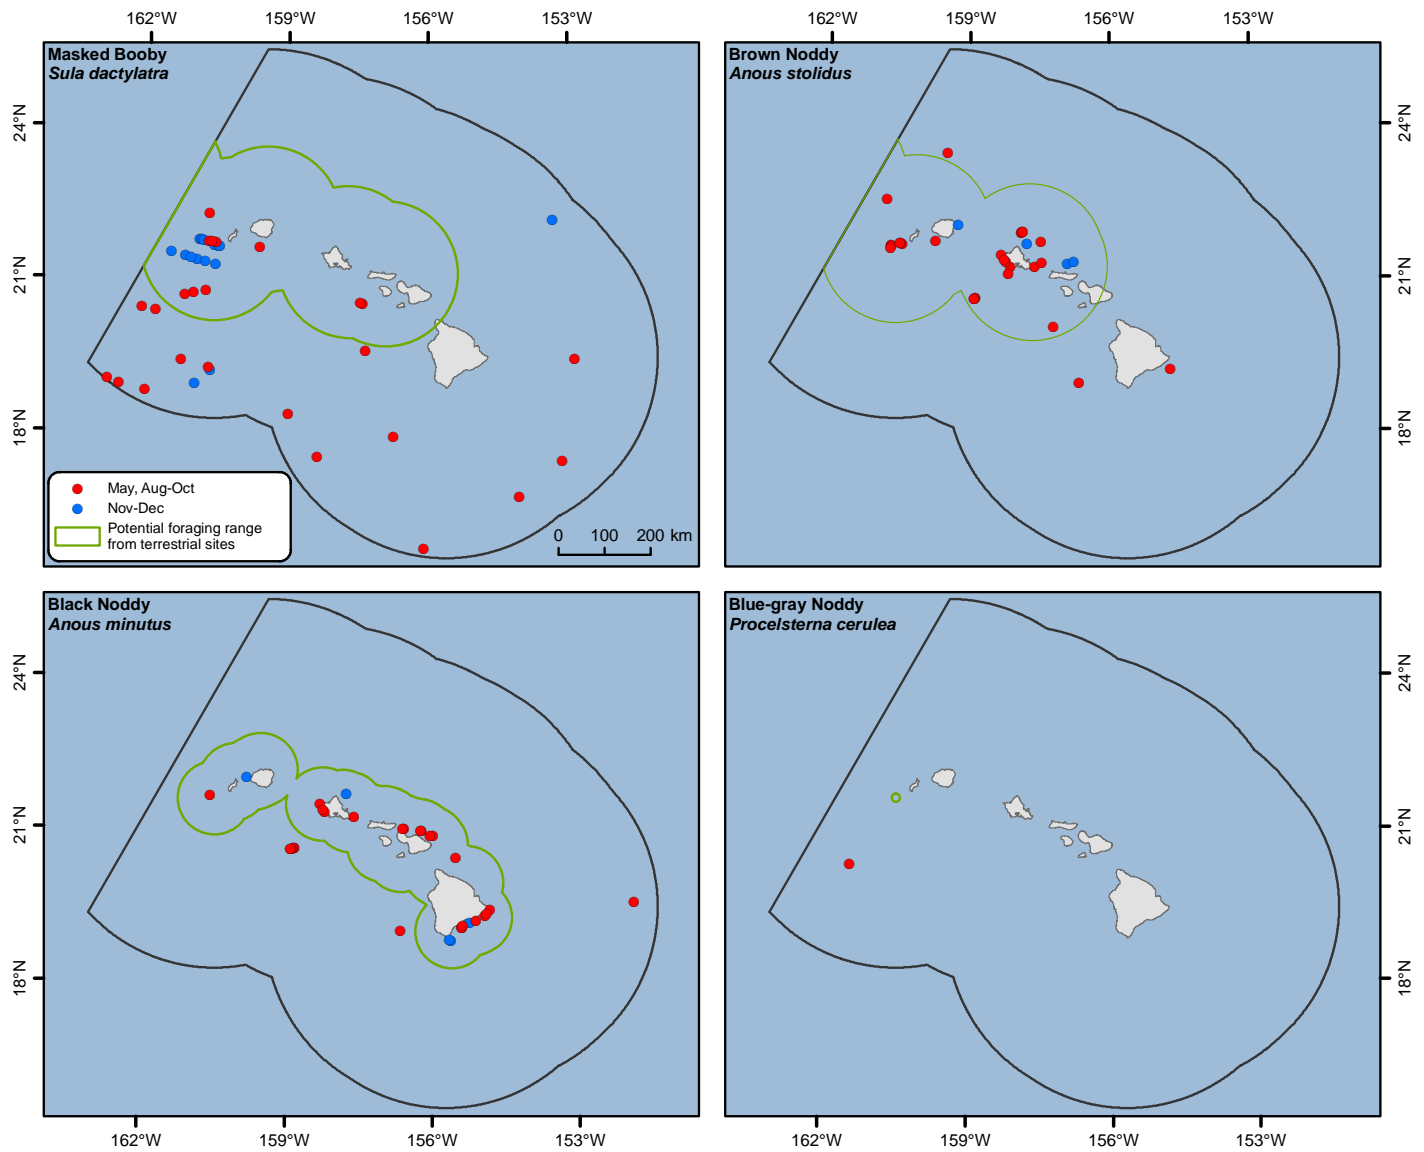 162°W 159°W 156°W 153°W 162°W 159°W 156°W 153°W
Masked Booby
Sula dactylatra
24°N
21°N
18°N
May, Aug-Oct
Nov-Dec
Potential foraging range
from terrestrial sites
0 100 200 km
Brown Noddy
Anous stolidus
24°N
21°N
18°N
Black Noddy
Anous minutus
24°N
21°N
18°N
Blue-gray Noddy
Procelsterna cerulea
24°N
21°N
18°N
162°W 159°W 156°W 153°W 162°W 159°W 156°W 153°W